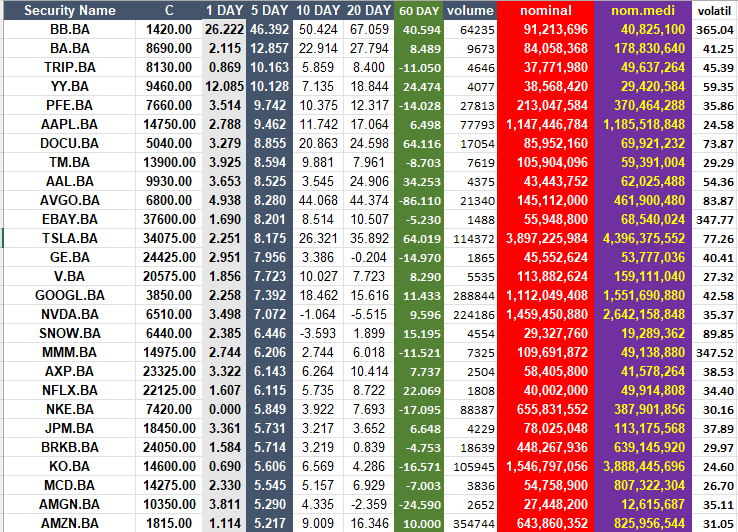 Security Name C 1 DAY 5 DAY 10 DAY 20 DAY 60 DAY volume nominal nom.medi volatil
BB.BA 1420.00 26.222 46.392 50.424 67.059 40.594 64235 91,213,696 40,825,100 365.04
BA.BA 8690.00 2.115 12.857 22.914 27.794 8.489 9673 84,058,368 178,830,640 41.25
TRIP.BA 8130.00 0.869 10.163 5.859 8.400 -11.050 4646 37,771,980 49,637,264 45.39
YY.BA 9460.00 12.085 10.128 7.135 18.844 24.474 4077 38,568,420 29,420,584 59.35
PFE.BA 7660.00 3.514 9.742 10.375 12.317 -14.028 27813 213,047,584 370,464,288 35.86
AAPL.BA 14750.00 2.788 9.462 11.742 17.064 6.498 77793 1,147,446,784 1,185,518,848 24.58
DOCU.BA 5040.00 3.279 8.855 20.863 24.598 64.116 17054 85,952,160 69,921,232 73.87
TM.BA 13900.00 3.925 8.594 9.881 7.961 -8.703 7619 105,904,096 59,391,004 29.29
AAL.BA 9930.00 3.653 8.525 3.545 24.906 34.253 4375 43,443,752 62,025,488 54.36
AVGO.BA 6800.00 4.938 8.280 44.068 44.374 -86.110 21340 145,112,000 461,900,480 83.87
EBAY.BA 37600.00 1.690 8.201 8.514 10.507 -5.230 1488 55,948,800 68,540,024 347.77
TSLA.BA 34075.00 2.251 8.175 26.321 35.892 64.019 114372 3,897,225,984 4,396,375,552 77.26
GE.BA 24425.00 2.951 7.956 3.386 -0.204 -14.970 1865 45,552,624 53,777,036 40.41
V.BA 20575.00 1.856 7.723 10.027 7.723 8.290 5535 113,882,624 159,111,040 27.32
GOOGL.BA 3850.00 2.258 7.392 18.462 15.616 11.433 288844 1,112,049,408 1,551,690,880 42.58
NVDA.BA 6510.00 3.498 7.072 -1.064 -5.515 9.596 224186 1,459,450,880 2,642,158,848 35.37
SNOW.BA 6440.00 2.385 6.446 -3.593 1.899 15.195 4554 29,327,760 19,289,362 89.85
MMM.BA 14975.00 2.744 6.206 2.744 6.018 -11.521 7325 109,691,872 49,138,880 347.52
AXP.BA 23325.00 3.322 6.143 6.264 10.414 7.737 2504 58,405,800 41,578,264 38.53
NFLX.BA 22125.00 1.607 6.115 5.735 8.722 22.069 1808 40,002,000 49,914,808 34.40
NKE.BA 7420.00 0.000 5.849 3.922 7.693 -17.095 88387 655,831,552 387,901,856 30.16
JPM.BA 18450.00 3.361 5.731 3.217 3.652 6.648 4229 78,025,048 113,175,568 37.89
BRKB.BA 24050.00 1.584 5.714 3.219 0.839 -4.753 18639 448,267,936 639,145,920 29.97
KO.BA 14600.00 0.690 5.606 6.569 4.286 -16.571 105945 1,546,797,056 3,888,445,696 24.60
MCD.BA 14275.00 2.330 5.545 5.157 6.929 -7.003 3836 54,758,900 807,322,304 26.70
AMGN.BA 10350.00 3.811 5.290 4.335 -2.359 -24.590 2652 27,448,200 12,615,687 35.11
AMZN.BA 1815.00 1.114 5.217 9.009 16.346 10.000 354744 643,860,352 825,956,544 31.05